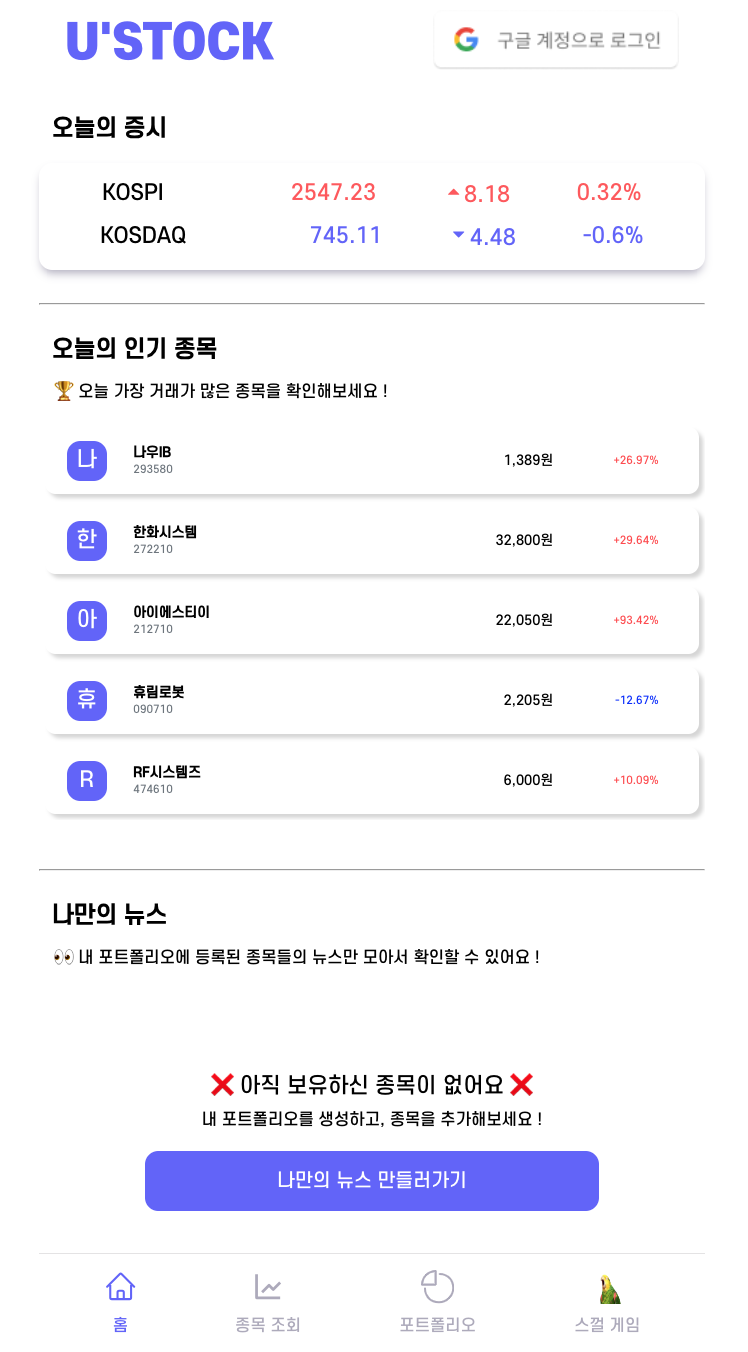 U'STOCK
구글 계정으로 로그인
오늘의 증시
KOSPI 2547.23 8.18 0.32%
KOSDAQ 745.11 4.48 -0.6%
오늘의 인기 종목
🏆 오늘 가장 거래가 많은 종목을 확인해보세요 !
나 나우IB 1,389원 +26.97%
293580
한 한화시스템 32,800원 +29.64%
272210
아 아이에스티이 22,050원 +93.42%
212710
휴 휴림로봇 2,205원 -12.67%
090710
R RF시스템즈 6,000원 +10.09%
474610
나만의 뉴스
👀 내 포트폴리오에 등록된 종목들의 뉴스만 모아서 확인할 수 있어요 !
❌ 아직 보유하신 종목이 없어요 ❌
내 포트폴리오를 생성하고, 종목을 추가해보세요 !
나만의 뉴스 만들러가기
홈 종목 조회 포트폴리오 스껄 게임